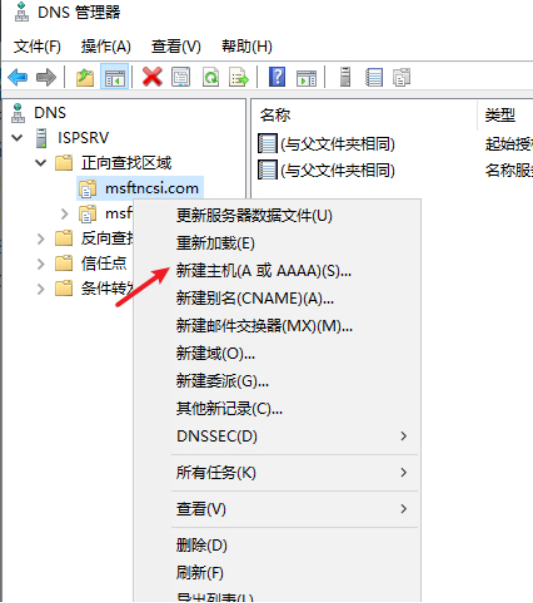 DNS 管理器
文件(F) 操作(A) 查看(V) 帮助(H)
DNS
ISPSRV
正向查找区域
msftncsi.com
msf
反向查找
信任点
条件转发
名称
类型
(与父文件夹相同)
起始授
(与父文件夹相同)
名称服
更新服务器数据文件(U)
重新加载(E)
新建主机(A 或 AAAA)(S)...
新建别名(CNAME)(A)...
新建邮件交换器(MX)(M)...
新建域(O)...
新建委派(G)...
其他新记录(C)...
DNSSEC(D)
所有任务(K)
查看(V)
删除(D)
刷新(F)
导出列表(L)